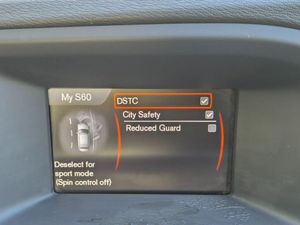 My S60
DSTC
City Safety
Reduced Guard
Deselect for
sport mode
(Spin control off)